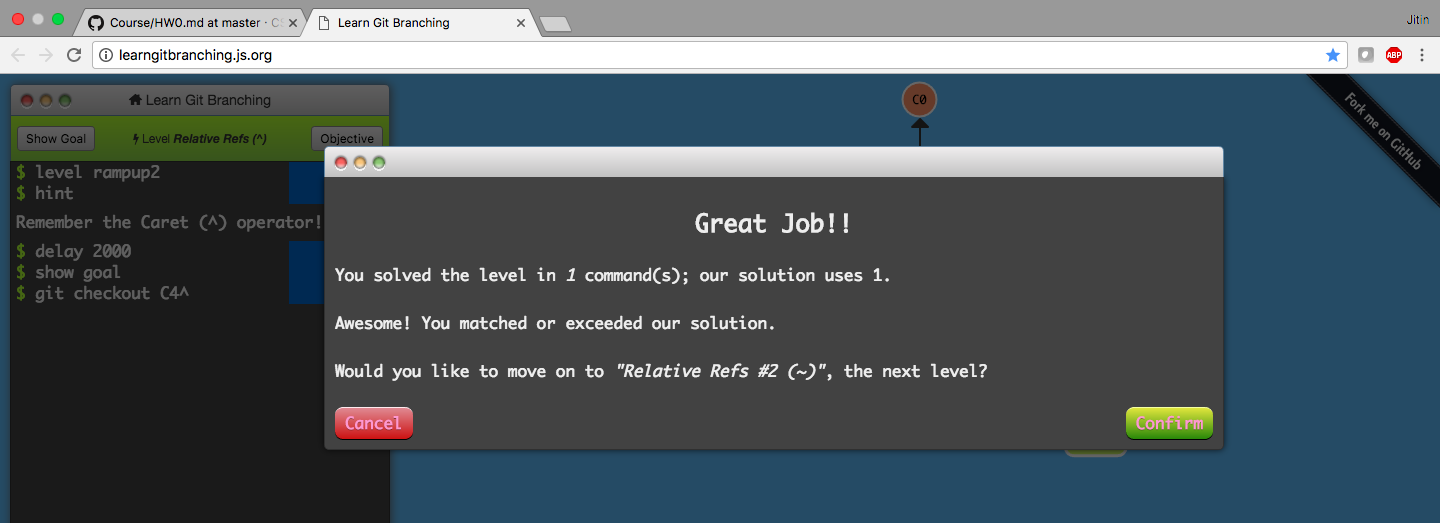 Course/HW0.md at master · CS
Learn Git Branching
Jitin
learngitbranching.js.org
ABP
Learn Git Branching
C0
Fork me on GitHub
Show Goal
Level Relative Refs (^)
Objective
$ level rampup2
$ hint
Remember the Caret (^) operator!
$ delay 2000
$ show goal
$ git checkout C4^
Great Job!!
You solved the level in 1 command(s); our solution uses 1.
Awesome! You matched or exceeded our solution.
Would you like to move on to "Relative Refs #2 (~)", the next level?
Cancel
Confirm